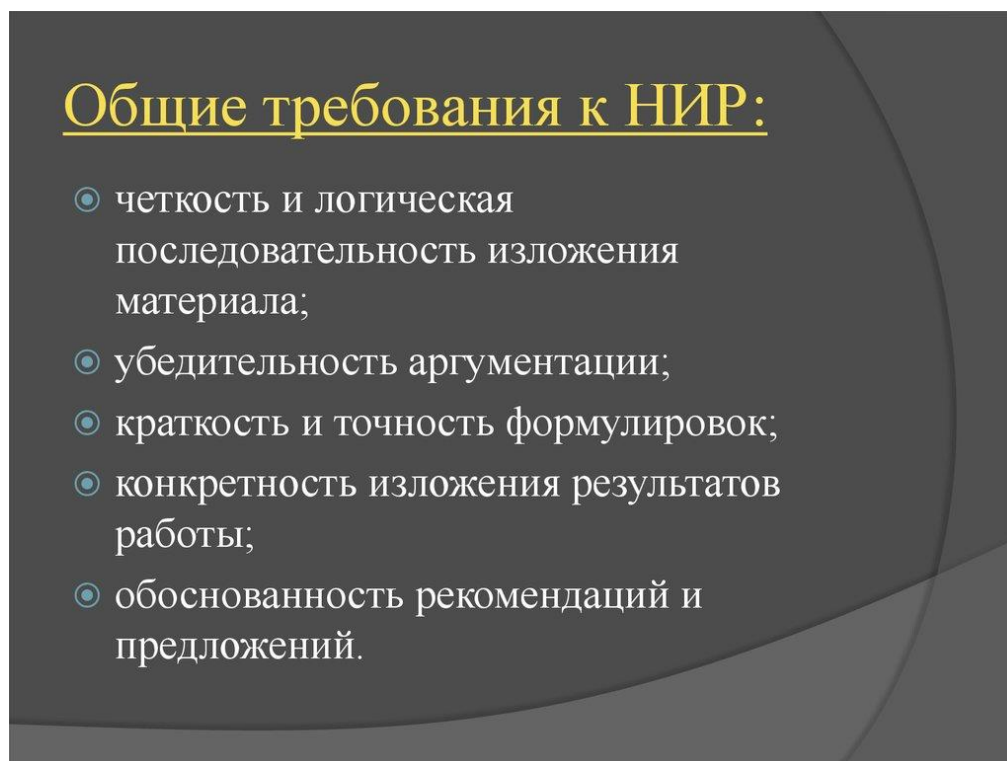 Общие требования к НИР:
четкость и логическая
последовательность изложения
материала;
убедительность аргументации;
краткость и точность формулировок;
конкретность изложения результатов
работы;
обоснованность рекомендаций и
предложений.